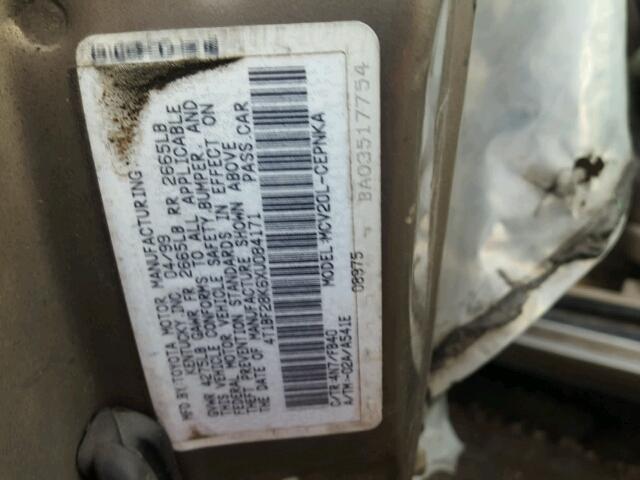 MFD BY:TOYOTA MOTOR MANUFACTURING
KENTUCKY INC. 04/99
GVWR 4275LB GAWR FR 2665LB RR 2665LB
THIS VEHICLE CONFORMS TO ALL APPLICABLE
FEDERAL MOTOR VEHICLE SAFETY, BUMPER, AND
THEFT PREVENTION STANDARDS IN EFFECT ON
THE DATE OF MANUFACTURE SHOWN ABOVE
4T1BF28K6XU084171 PASS.CAR
C/TR:4N7/FB40 MODEL:MCV20L-CEPNKA
A/TM-02A/A541E
08975 BA03517754